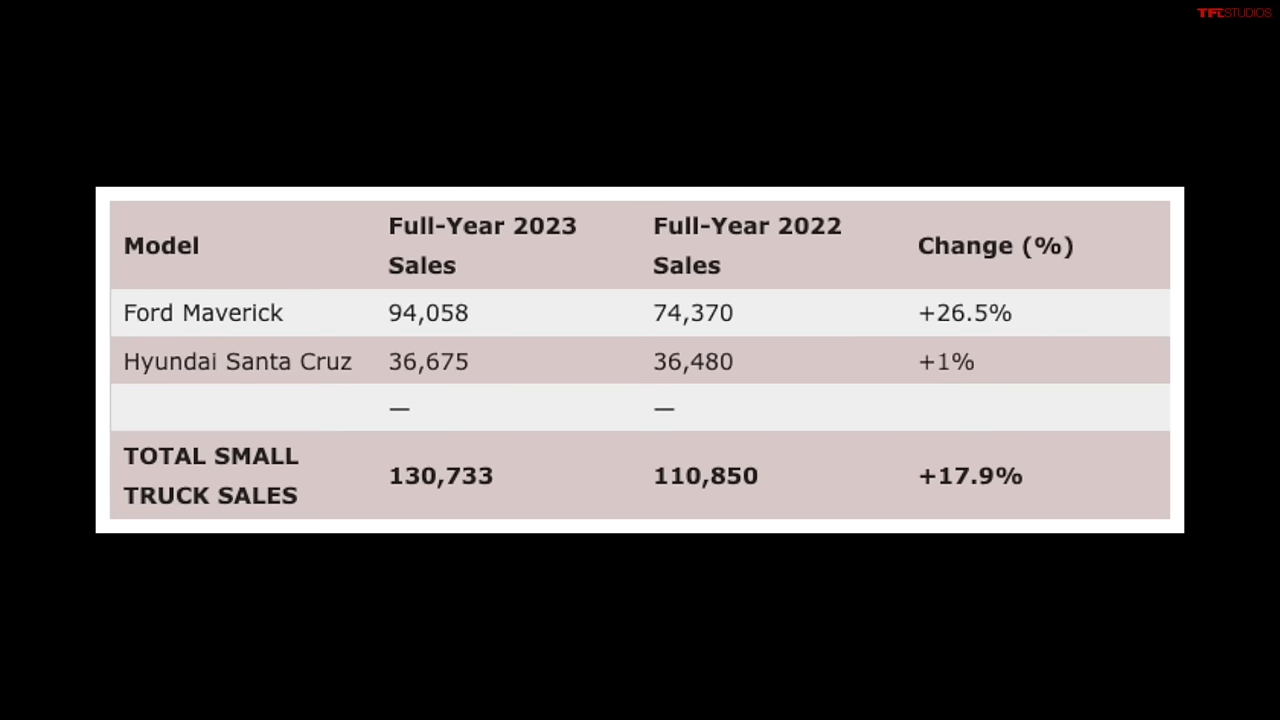 TFLSTUDIOS
Model Full-Year 2023 Sales Full-Year 2022 Sales Change (%)
Ford Maverick 94,058 74,370 +26.5%
Hyundai Santa Cruz 36,675 36,480 +1%
— —
TOTAL SMALL TRUCK SALES 130,733 110,850 +17.9%